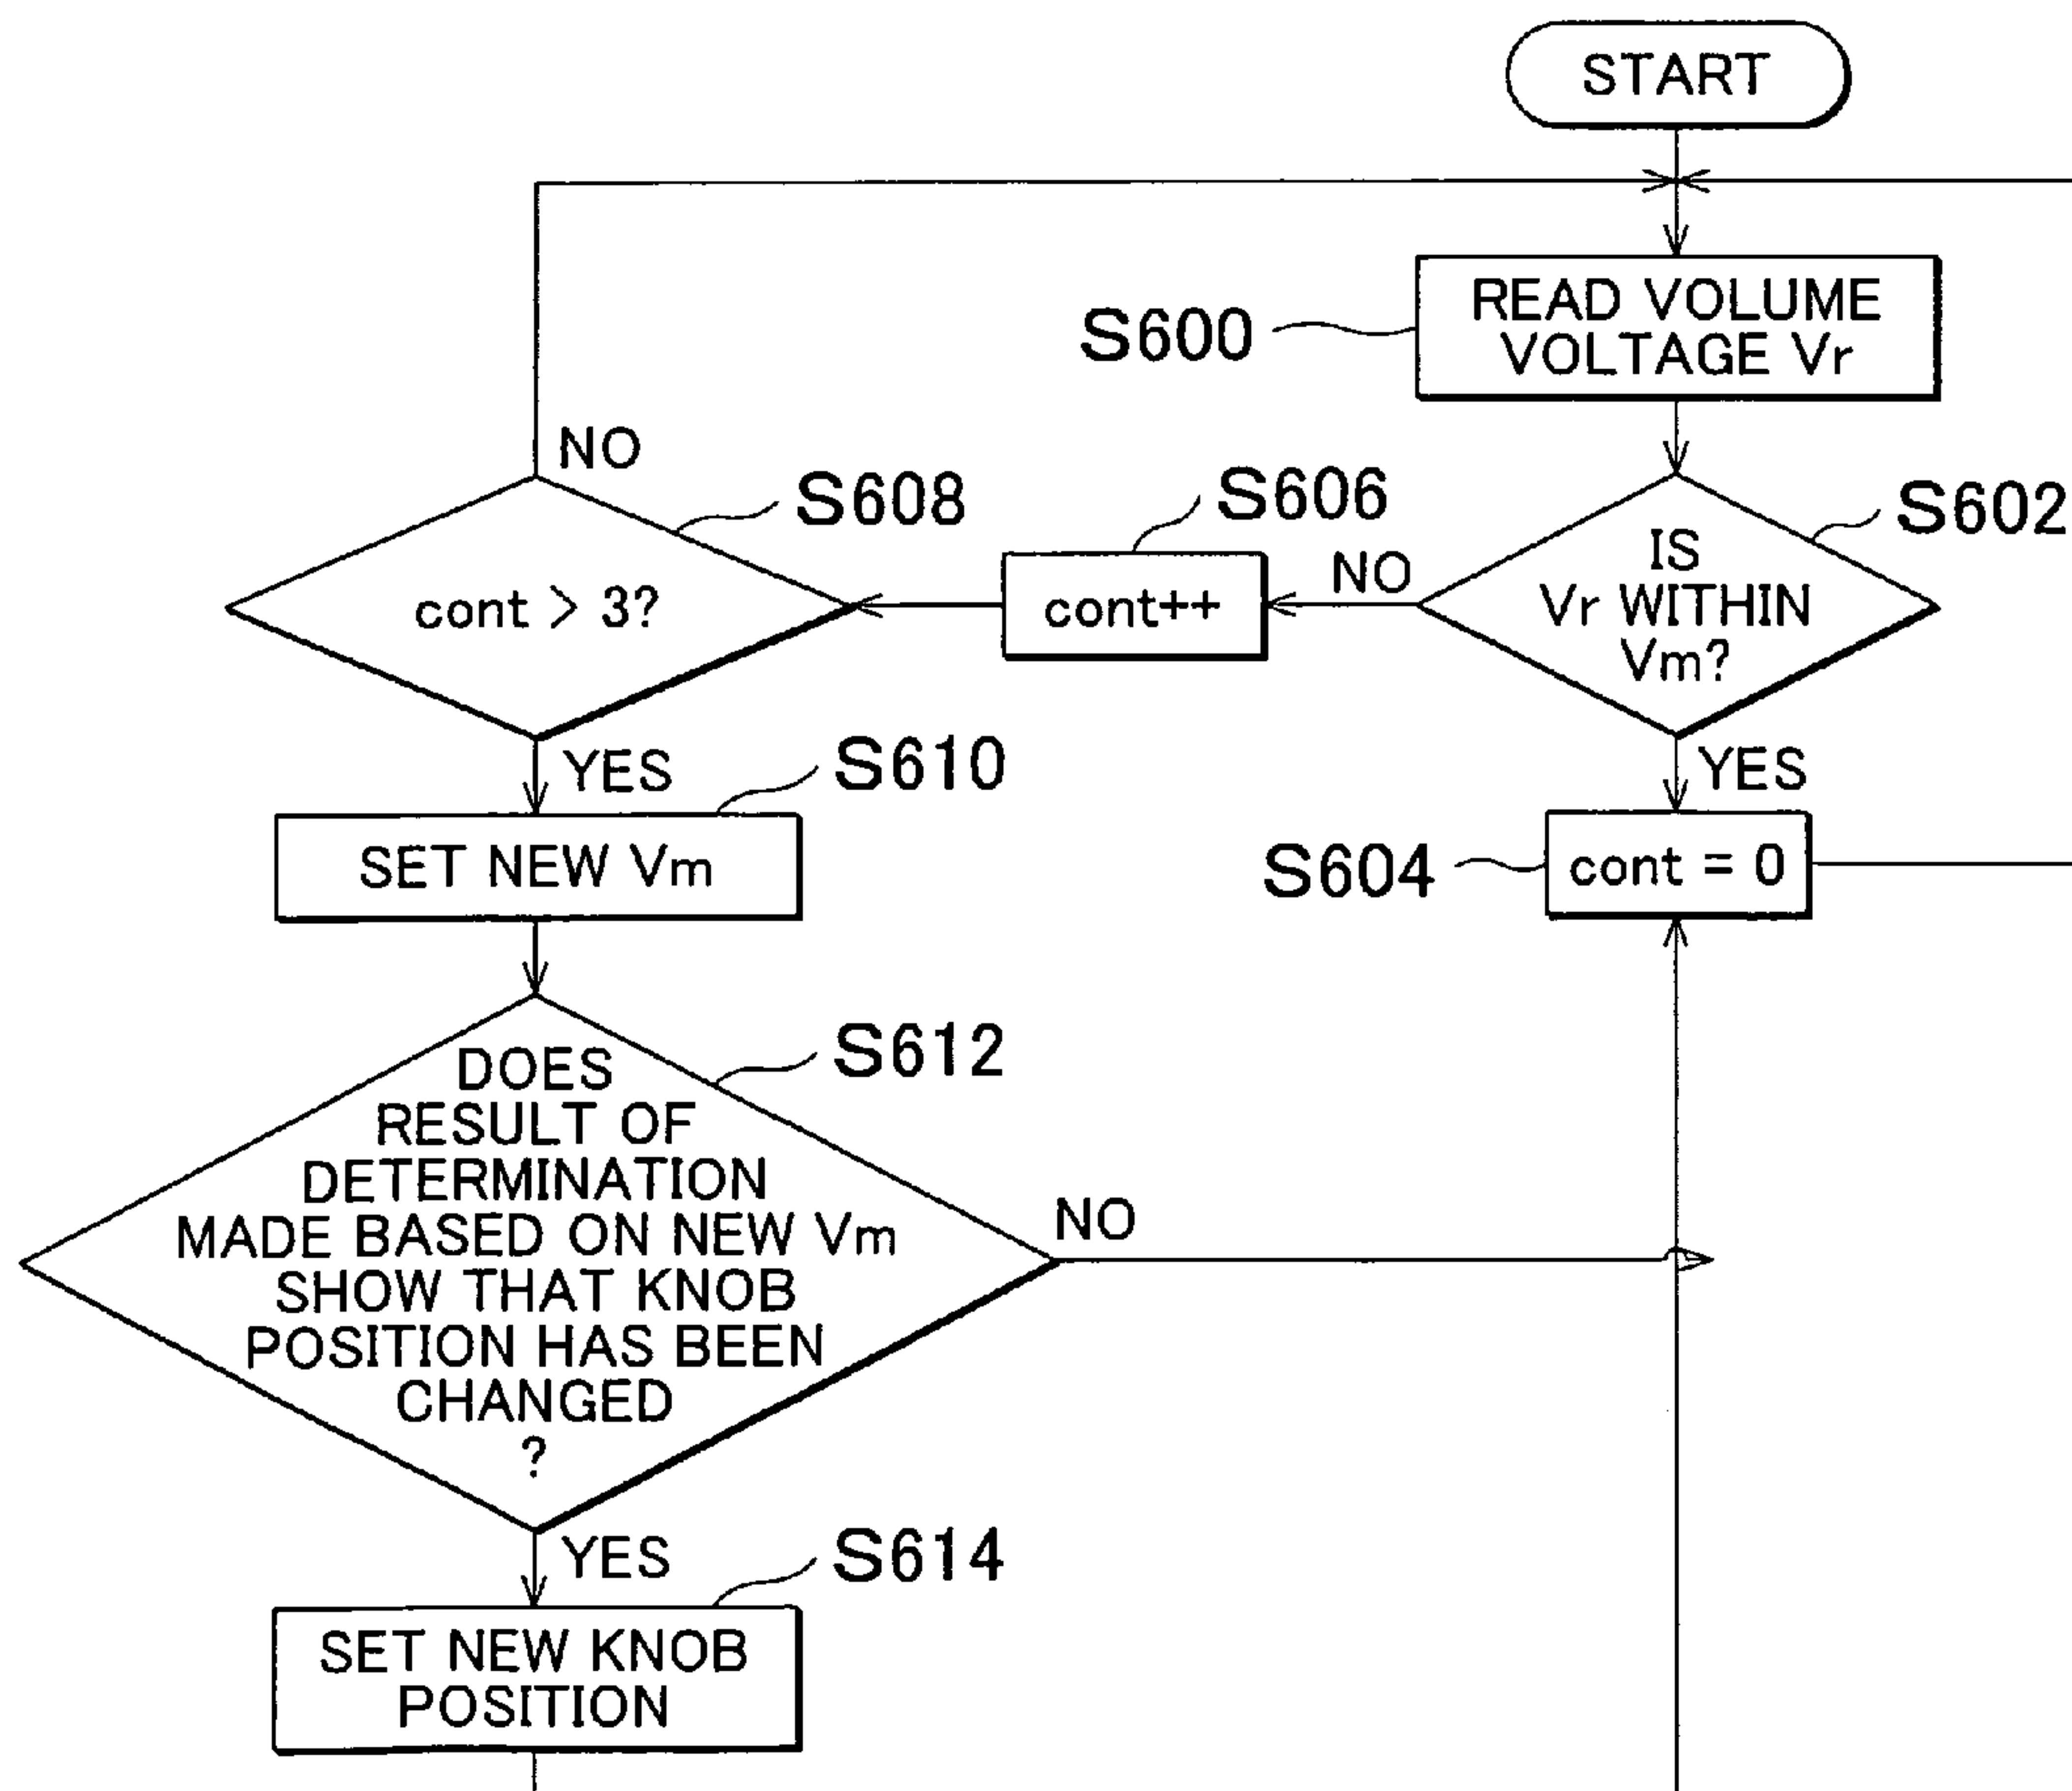 START
READ VOLUME
VOLTAGE Vr
S600
NO
S608
S606
S602
cont > 3?
cont++
NO
IS
Vr WITHIN
Vm?
YES
S610
YES
SET NEW Vm
S604
cont = 0
S612
DOES
RESULT OF
DETERMINATION
MADE BASED ON NEW Vm
SHOW THAT KNOB
POSITION HAS BEEN
CHANGED
?
NO
YES
S614
SET NEW KNOB
POSITION